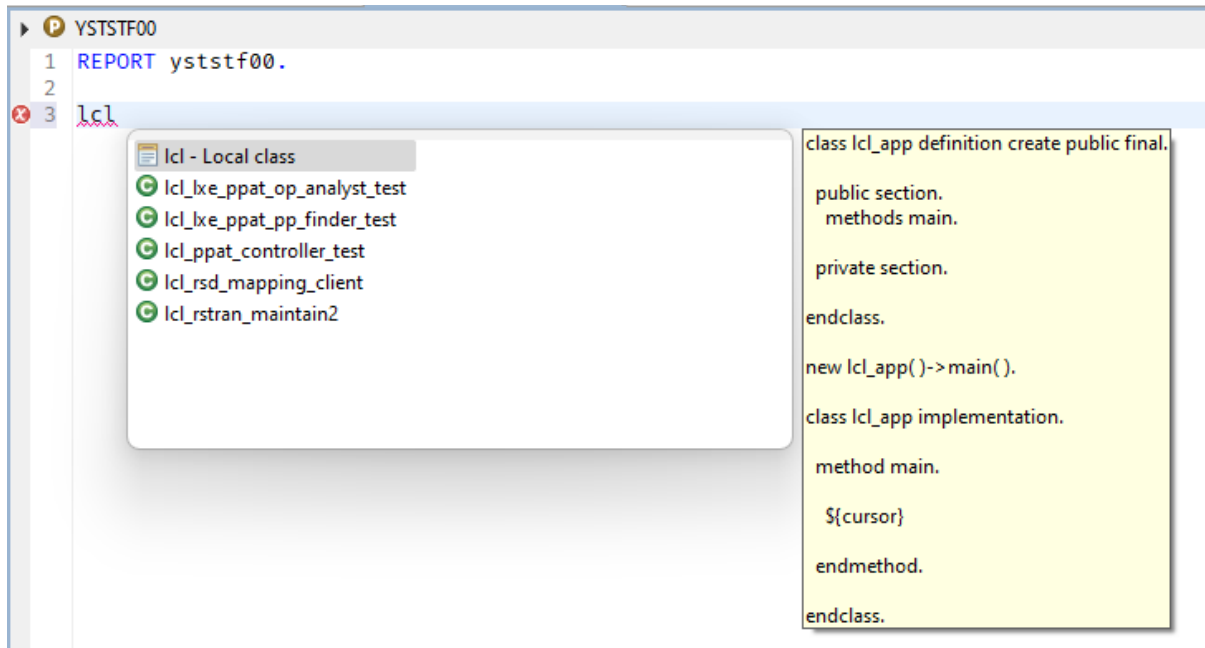 YSTSTF00
1 REPORT yststf00.
2
3 lcl
lcl - Local class
lcl_lxe_ppat_op_analyst_test
lcl_lxe_ppat_pp_finder_test
lcl_ppat_controller_test
lcl_rsd_mapping_client
lcl_rstran_maintain2
class lcl_app definition create public final.
public section.
methods main.
private section.
endclass.
new lcl_app( )->main( ).
class lcl_app implementation.
method main.
${cursor}
endmethod.
endclass.